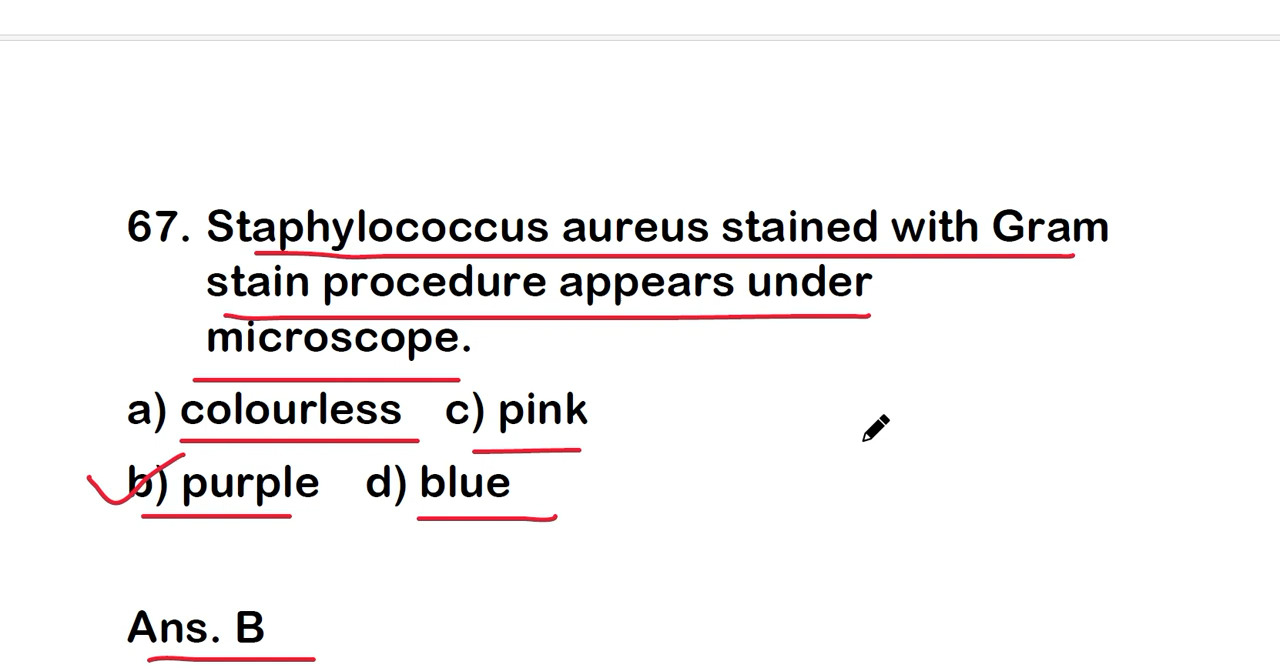 67. Staphylococcus aureus stained with Gram
stain procedure appears under
microscope.
a) colourless c) pink
b) purple d) blue
Ans. B